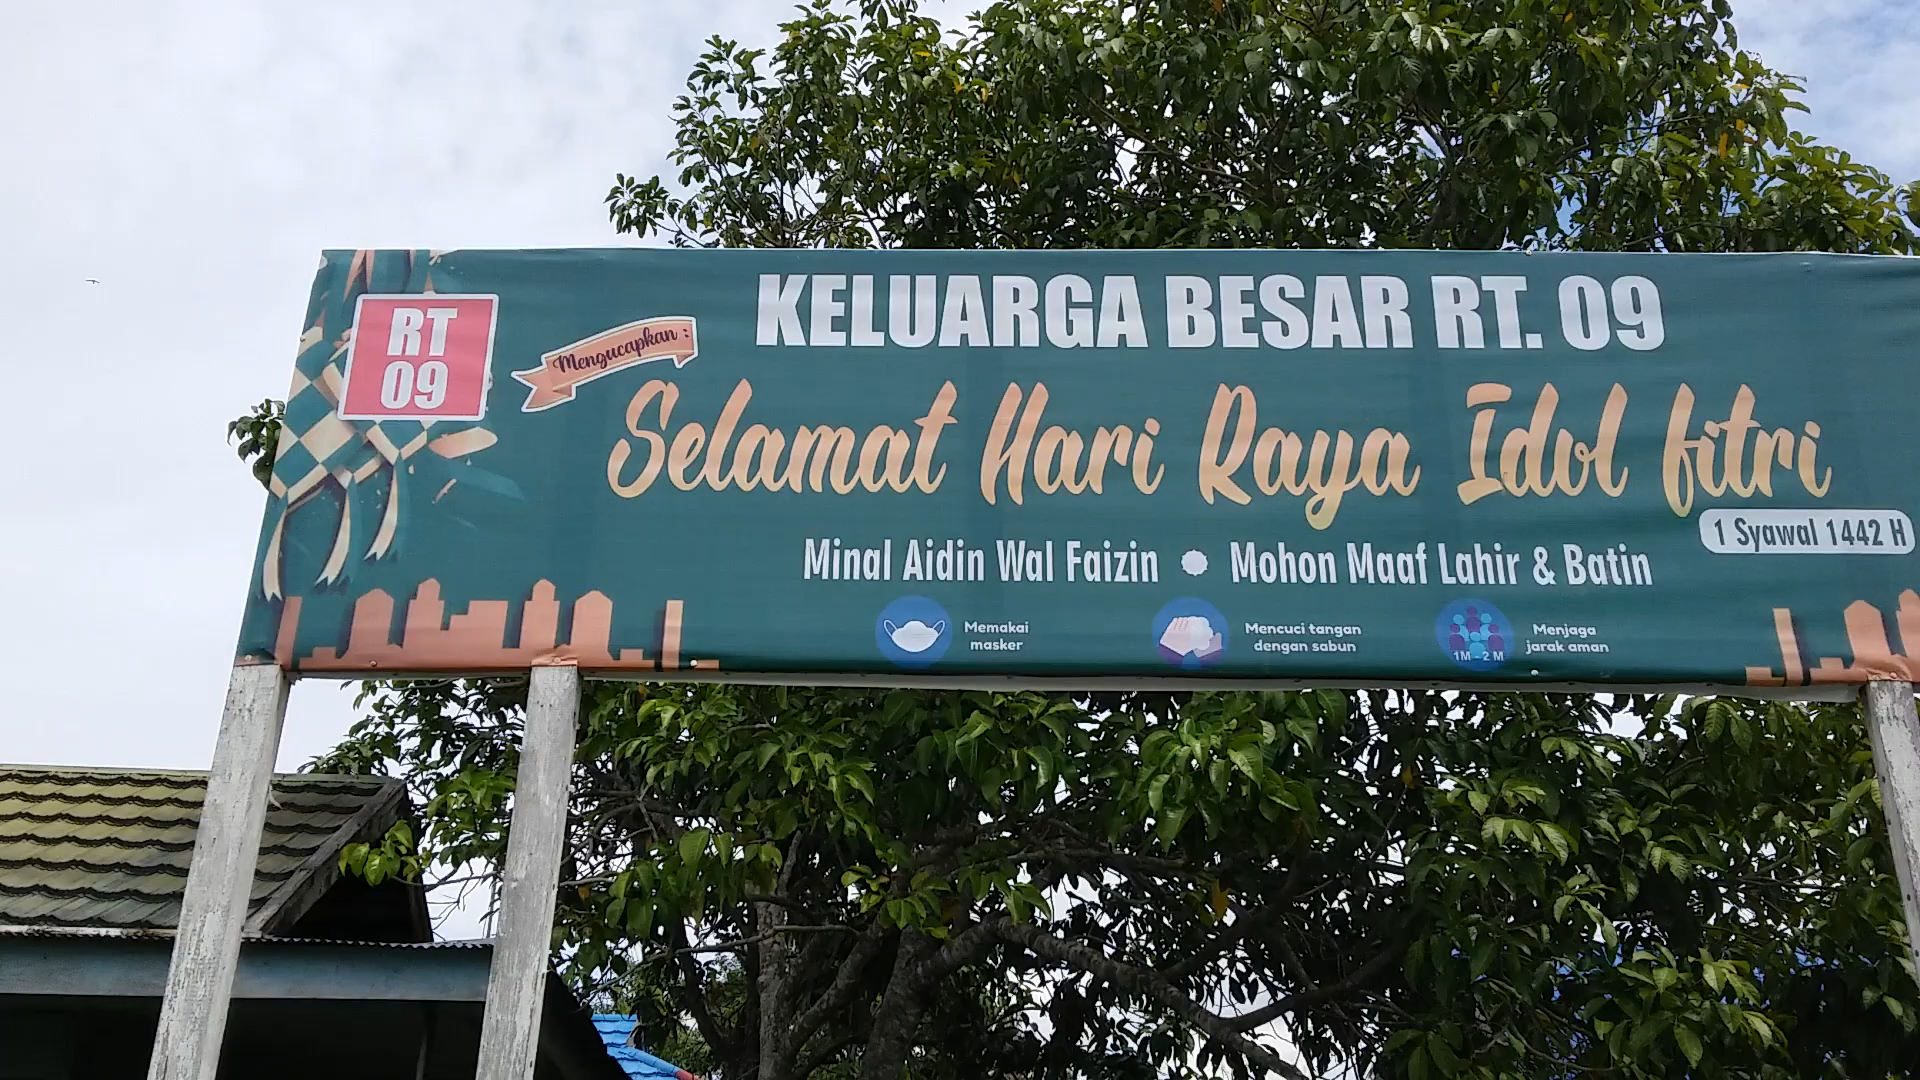 RT
09
Mengucapkan :
KELUARGA BESAR RT. 09
Selamat Hari Raya Idul fitri
1 Syawal 1442 H
Minal Aidin Wal Faizin Mohon Maaf Lahir & Batin
Memakai
masker
Mencuci tangan
dengan sabun
1M - 2 M
Menjaga
jarak aman